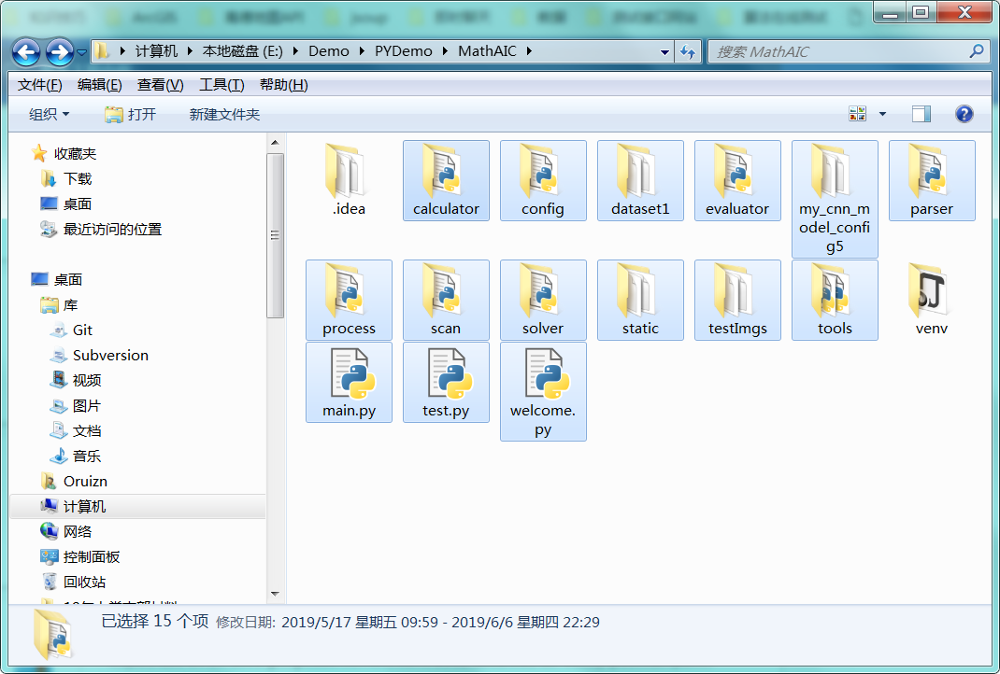 计算机 本地磁盘 (E:) Demo PYDemo MathAIC
搜索 MathAIC
文件(F) 编辑(E) 查看(V) 工具(T) 帮助(H)
组织 打开 新建文件夹
收藏夹
下载
桌面
最近访问的位置
桌面
库
Git
Subversion
视频
图片
文档
音乐
Oruizn
计算机
网络
控制面板
回收站
.idea
calculator
config
dataset1
evaluator
my_cnn_m
odel_confi
g5
parser
process
scan
solver
static
testImgs
tools
venv
main.py
test.py
welcome.
py
已选择 15 个项 修改日期: 2019/5/17 星期五 09:59 - 2019/6/6 星期四 22:29